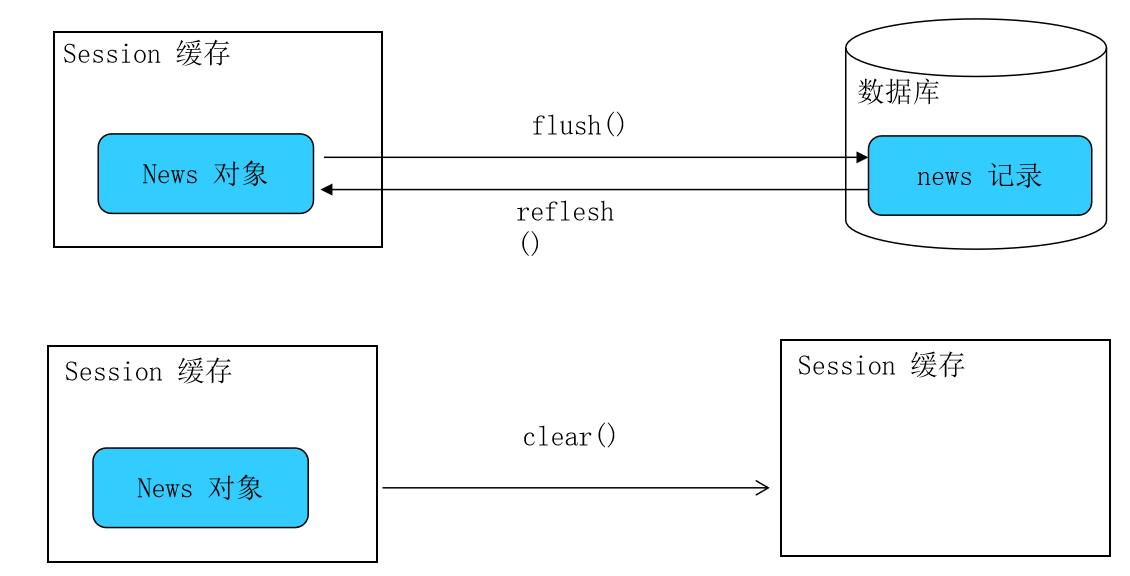 Session 缓存
数据库
flush()
News 对象
news 记录
reflesh
()
Session 缓存
Session 缓存
clear()
News 对象